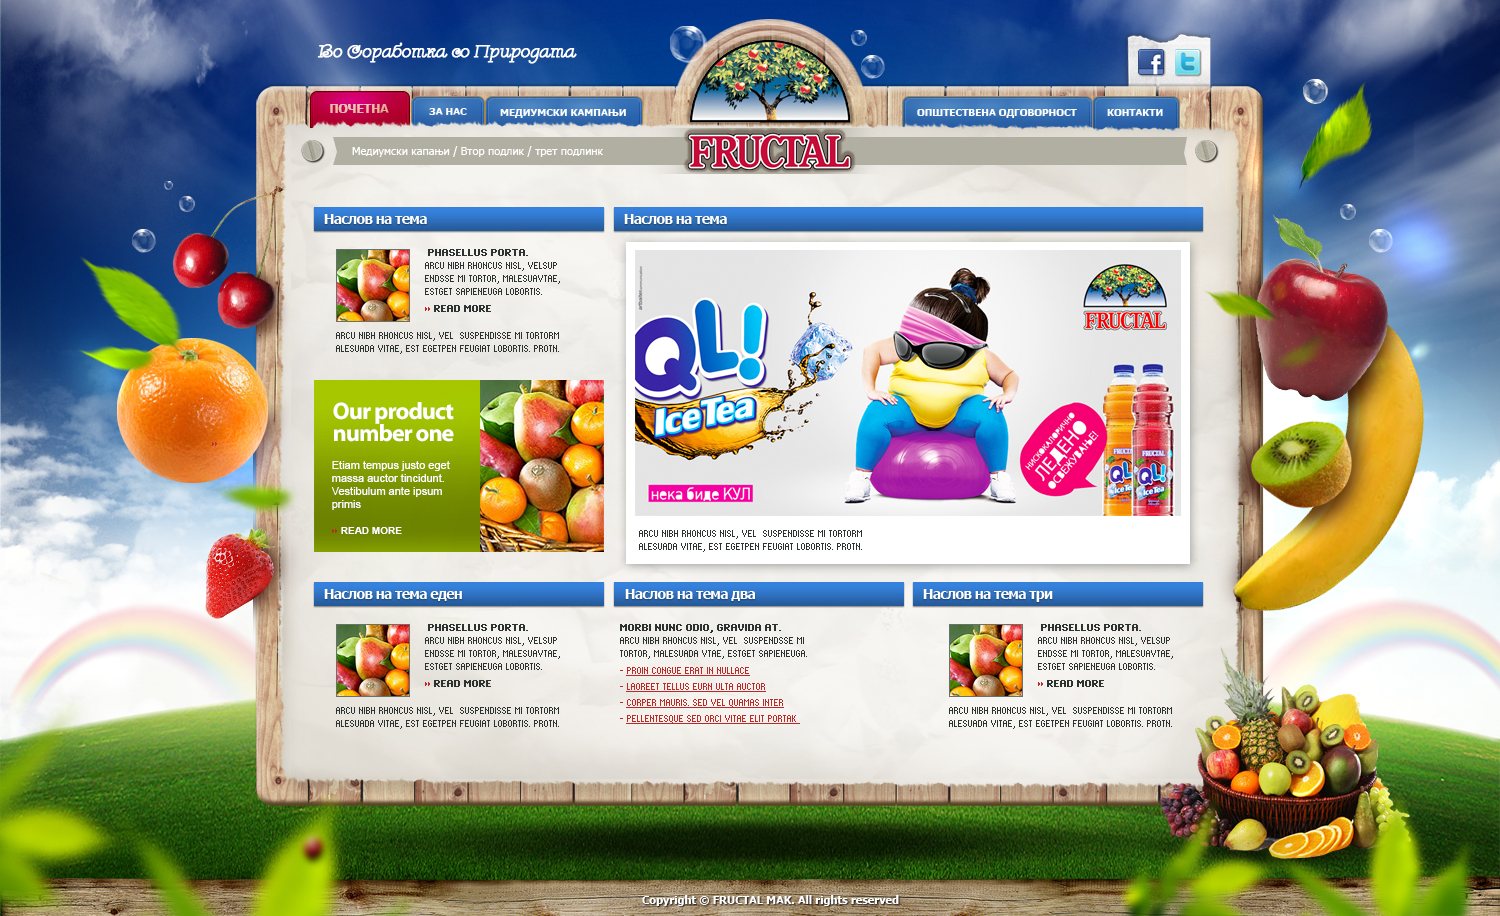 Во Соработка со Природата
ПОЧЕТНА
ЗА НАС
МЕДИУМСКИ КАМПАЊИ
ОПШТЕСТВЕНА ОДГОВОРНОСТ
КОНТАКТИ
FRUCTAL
Медиумски капањи / Втор подлик / трет подлинк
Наслов на тема
PHASELLUS PORTA.
ARCU NIBH RHONCUS NISL, VELSUP
ENDSSE MI TORTOR, MALESUAVTAE,
ESTGET SAPIENEUGA LOBORTIS.
READ MORE
ARCU NIBH RHONCUS NISL, VEL SUSPENDISSE MI TORTORM
ALESUADA VITAE, EST EGETPEN FEUGIAT LOBORTIS. PROTN.
Our product
number one
Etiam tempus justo eget
massa auctor tincidunt.
Vestibulum ante ipsum
primis
READ MORE
Наслов на тема
QL!
Ice Tea
нека биде КУЛ
FRUCTAL
НИСКОКАЛОРИЧНО
ЛЕДЕНО
ОСВЕЖУВАЊЕ!
FRUCTAL
QL!
Ice Tea
FRUCTAL
QL!
Ice Tea
ARCU NIBH RHONCUS NISL, VEL SUSPENDISSE MI TORTORM
ALESUADA VITAE, EST EGETPEN FEUGIAT LOBORTIS. PROTN.
Наслов на тема еден
PHASELLUS PORTA.
ARCU NIBH RHONCUS NISL, VELSUP
ENDSSE MI TORTOR, MALESUAVTAE,
ESTGET SAPIENEUGA LOBORTIS.
READ MORE
ARCU NIBH RHONCUS NISL, VEL SUSPENDISSE MI TORTORM
ALESUADA VITAE, EST EGETPEN FEUGIAT LOBORTIS. PROTN.
Наслов на тема два
MORBI NUNC ODIO, GRAVIDA AT.
ARCU NIBH RHONCUS NISL, VEL SUSPENDSSE MI
TORTOR, MALESUADA VTAE, ESTGET SAPIENEUGA.
- PROIN CONGUE ERAT IN NULLACE
- LAOREET TELLUS EURN ULTA AUCTOR
- CORPER MAURIS. SED VEL QUAMAS INTER
- PELLENTESQUE SED ORCI VITAE ELIT PORTAK
Наслов на тема три
PHASELLUS PORTA.
ARCU NIBH RHONCUS NISL, VELSUP
ENDSSE MI TORTOR, MALESUAVTAE,
ESTGET SAPIENEUGA LOBORTIS.
READ MORE
ARCU NIBH RHONCUS NISL, VEL SUSPENDISSE MI TORTORM
ALESUADA VITAE, EST EGETPEN FEUGIAT LOBORTIS. PROTN.
Copyright © FRUCTAL MAK. All rights reserved